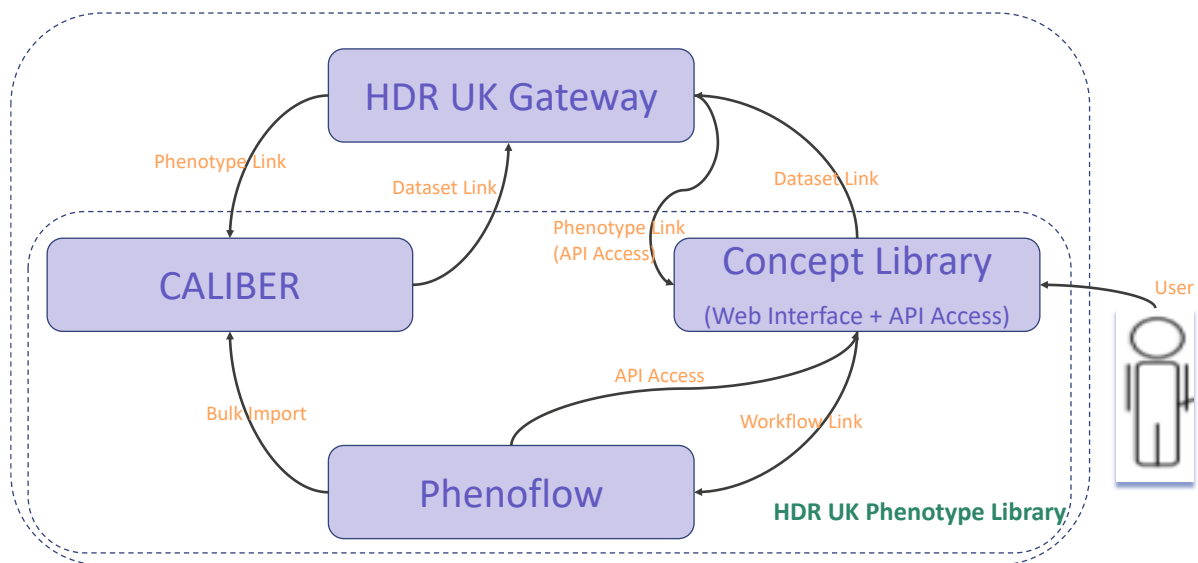 HDR UK Gateway
Phenotype Link
Dataset Link
Dataset Link
Phenotype Link
(API Access)
CALIBER
Concept Library
(Web Interface + API Access)
User
API Access
Bulk Import
Workflow Link
Phenoflow
HDR UK Phenotype Library